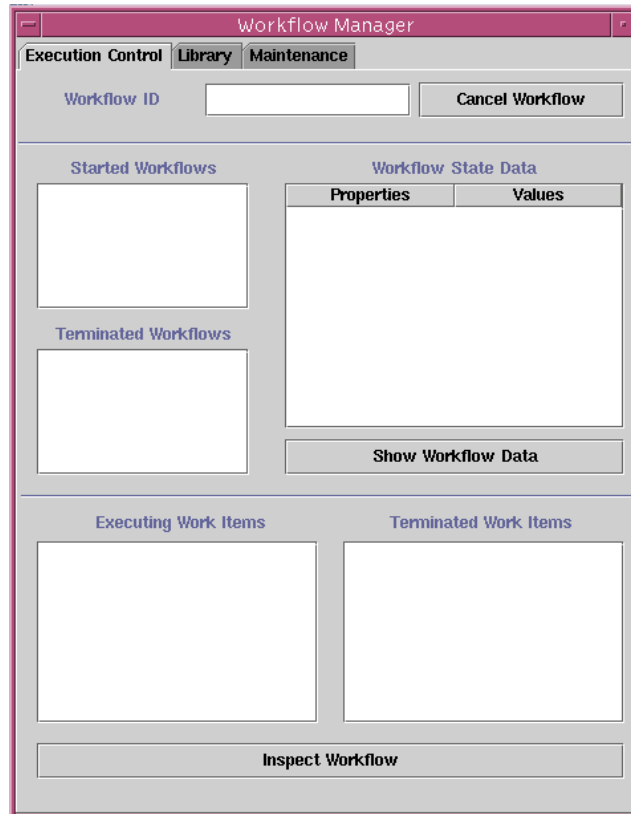 Workflow Manager
Execution Control Library Maintenance
Workflow ID Cancel Workflow
Started Workflows Workflow State Data
Properties Values
Terminated Workflows
Show Workflow Data
Executing Work Items Terminated Work Items
Inspect Workflow